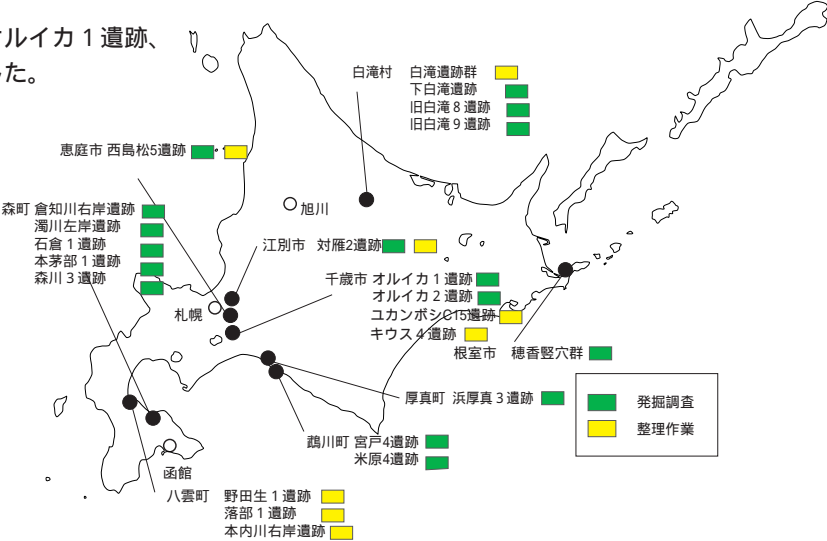 オルイカ１遺跡、
した。
白滝村 白滝遺跡群
下白滝遺跡
旧白滝８遺跡
旧白滝９遺跡
恵庭市 西島松5遺跡
森町 倉知川右岸遺跡
濁川左岸遺跡
石倉１遺跡
本茅部１遺跡
森川３遺跡
旭川
江別市 対雁2遺跡
千歳市 オルイカ１遺跡
オルイカ２遺跡
ユカンボシC15遺跡
キウス４遺跡
札幌
根室市 穂香竪穴群
厚真町 浜厚真３遺跡
発掘調査
整理作業
鵡川町 宮戸4遺跡
米原4遺跡
函館
八雲町 野田生１遺跡
落部１遺跡
本内川右岸遺跡